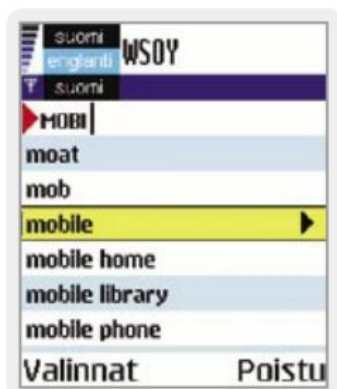 suomi
englanti WSOY
suomi
MOBI
moat
mob
mobile
mobile home
mobile library
mobile phone
Valinnat Poistu